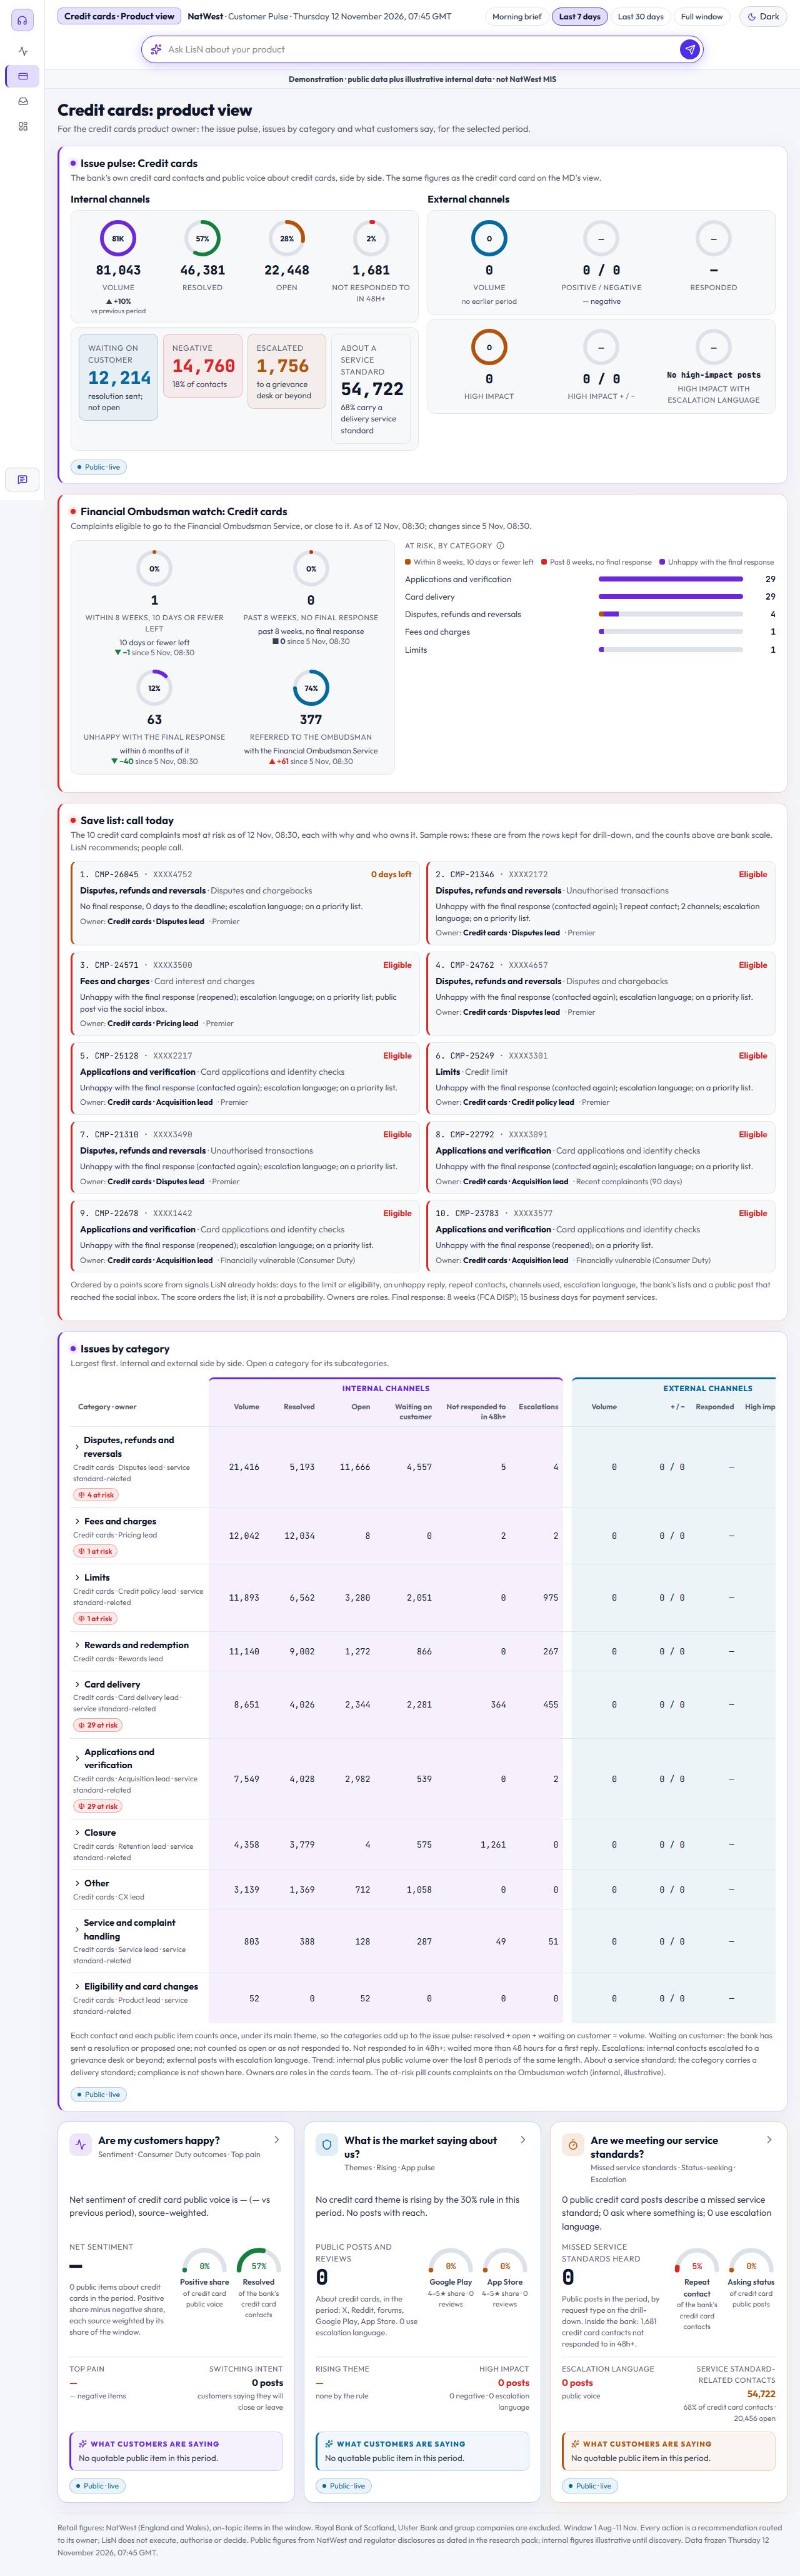 Credit cards · Product view
NatWest · Customer Pulse · Thursday 12 November 2026, 07:45 GMT
Morning brief
Last 7 days
Last 30 days
Full window
Dark
Ask LisN about your product
Demonstration · public data plus illustrative internal data · not NatWest MIS
Credit cards: product view
For the credit cards product owner: the issue pulse, issues by category and what customers say, for the selected period.
Issue pulse: Credit cards
The bank's own credit card contacts and public voice about credit cards, side by side. The same figures as the credit card card on the MD's view.
Internal channels
81K
81,043
VOLUME
▲ +10%
vs previous period
57%
46,381
RESOLVED
28%
22,448
OPEN
2%
1,681
NOT RESPONDED TO
IN 48H+
WAITING ON
CUSTOMER
12,214
resolution sent;
not open
NEGATIVE
14,760
18% of contacts
ESCALATED
1,756
to a grievance
desk or beyond
ABOUT A
SERVICE
STANDARD
54,722
68% carry a
delivery service
standard
External channels
0
0
VOLUME
no earlier period
—
0 / 0
POSITIVE / NEGATIVE
— negative
—
—
RESPONDED
0
0
HIGH IMPACT
—
0 / 0
HIGH IMPACT + / −
—
No high-impact posts
HIGH IMPACT WITH
ESCALATION LANGUAGE
Public · live
Financial Ombudsman watch: Credit cards
Complaints eligible to go to the Financial Ombudsman Service, or close to it. As of 12 Nov, 08:30; changes since 5 Nov, 08:30.
0%
1
WITHIN 8 WEEKS, 10 DAYS OR FEWER
LEFT
10 days or fewer left
▼ −1 since 5 Nov, 08:30
0%
0
PAST 8 WEEKS, NO FINAL RESPONSE
past 8 weeks, no final response
■ 0 since 5 Nov, 08:30
12%
63
UNHAPPY WITH THE FINAL RESPONSE
within 6 months of it
▼ −40 since 5 Nov, 08:30
74%
377
REFERRED TO THE OMBUDSMAN
with the Financial Ombudsman Service
▲ +61 since 5 Nov, 08:30
AT RISK, BY CATEGORY
Within 8 weeks, 10 days or fewer left
Past 8 weeks, no final response
Unhappy with the final response
Applications and verification 29
Card delivery 29
Disputes, refunds and reversals 4
Fees and charges 1
Limits 1
Save list: call today
The 10 credit card complaints most at risk as of 12 Nov, 08:30, each with why and who owns it. Sample rows: these are from the rows kept for drill-down, and the counts above are bank scale.
LisN recommends; people call.
1. CMP-26045 · XXXX4752 0 days left
Disputes, refunds and reversals · Disputes and chargebacks
No final response, 0 days to the deadline; escalation language; on a priority list.
Owner: Credit cards · Disputes lead · Premier
2. CMP-21346 · XXXX2172 Eligible
Disputes, refunds and reversals · Unauthorised transactions
Unhappy with the final response (contacted again); 1 repeat contact; 2 channels; escalation
language; on a priority list.
Owner: Credit cards · Disputes lead · Premier
3. CMP-24571 · XXXX3500 Eligible
Fees and charges · Card interest and charges
Unhappy with the final response (reopened); escalation language; on a priority list; public
post via the social inbox.
Owner: Credit cards · Pricing lead · Premier
4. CMP-24762 · XXXX4657 Eligible
Disputes, refunds and reversals · Disputes and chargebacks
Unhappy with the final response (contacted again); escalation language; on a priority list.
Owner: Credit cards · Disputes lead · Premier
5. CMP-25128 · XXXX2217 Eligible
Applications and verification · Card applications and identity checks
Unhappy with the final response (contacted again); escalation language; on a priority list.
Owner: Credit cards · Acquisition lead · Premier
6. CMP-25249 · XXXX3301 Eligible
Limits · Credit limit
Unhappy with the final response (contacted again); escalation language; on a priority list.
Owner: Credit cards · Credit policy lead · Premier
7. CMP-21310 · XXXX3490 Eligible
Disputes, refunds and reversals · Unauthorised transactions
Unhappy with the final response (contacted again); escalation language; on a priority list.
Owner: Credit cards · Disputes lead · Premier
8. CMP-22792 · XXXX3091 Eligible
Applications and verification · Card applications and identity checks
Unhappy with the final response (contacted again); escalation language; on a priority list.
Owner: Credit cards · Acquisition lead · Recent complainants (90 days)
9. CMP-22678 · XXXX1442 Eligible
Applications and verification · Card applications and identity checks
Unhappy with the final response (reopened); escalation language; on a priority list.
Owner: Credit cards · Acquisition lead · Financially vulnerable (Consumer Duty)
10. CMP-23783 · XXXX3577 Eligible
Applications and verification · Card applications and identity checks
Unhappy with the final response (reopened); on a priority list.
Owner: Credit cards · Acquisition lead · Financially vulnerable (Consumer Duty)
Ordered by a points score from signals LisN already holds: days to the limit or eligibility, an unhappy reply, repeat contacts, channels used, escalation language, the bank's lists and a public post that
reached the social inbox. The score orders the list; it is not a probability. Owners are roles. Final response: 8 weeks (FCA DISP); 15 business days for payment services.
Issues by category
Largest first. Internal and external side by side. Open a category for its subcategories.
INTERNAL CHANNELS EXTERNAL CHANNELS
Category · owner Volume Resolved Open Waiting on customer Not responded to in 48h+ Escalations Volume + / − Responded High imp
Disputes, refunds and
reversals
Credit cards · Disputes lead · service
standard-related
4 at risk
21,416 5,193 11,666 4,557 5 4 0 0 / 0 —
Fees and charges
Credit cards · Pricing lead
1 at risk
12,042 12,034 8 0 2 2 0 0 / 0 —
Limits
Credit cards · Credit policy lead · service
standard-related
1 at risk
11,893 6,562 3,280 2,051 0 975 0 0 / 0 —
Rewards and redemption
Credit cards · Rewards lead
11,140 9,002 1,272 866 0 267 0 0 / 0 —
Card delivery
Credit cards · Card delivery lead ·
service standard-related
29 at risk
8,651 4,026 2,344 2,281 364 455 0 0 / 0 —
Applications and
verification
Credit cards · Acquisition lead · service
standard-related
29 at risk
7,549 4,028 2,982 539 0 2 0 0 / 0 —
Closure
Credit cards · Retention lead · service
standard-related
4,358 3,779 4 575 1,261 0 0 0 / 0 —
Other
Credit cards · CX lead
3,139 1,369 712 1,058 0 0 0 0 / 0 —
Service and complaint
handling
Credit cards · Service lead · service
standard-related
803 388 128 287 49 51 0 0 / 0 —
Eligibility and card changes
Credit cards · Product lead · service
standard-related
52 0 52 0 0 0 0 0 / 0 —
Each contact and each public item counts once, under its main theme, so the categories add up to the issue pulse: resolved + open + waiting on customer = volume. Waiting on customer: the bank has
sent a resolution or proposed one; not counted as open or as not responded to. Not responded to in 48h+: waited more than 48 hours for a first reply. Escalations: internal contacts escalated to a
grievance desk or beyond; external posts with escalation language. Trend: internal plus public volume over the last 8 periods of the same length. About a service standard: the category carries a
delivery standard; compliance is not shown here. Owners are roles in the cards team. The at-risk pill counts complaints on the Ombudsman watch (internal, illustrative).
Public · live
Are my customers happy?
Sentiment · Consumer Duty outcomes · Top pain
Net sentiment of credit card public voice is — (— vs
previous period), source-weighted.
NET SENTIMENT
—
0 public items about credit
cards in the period. Positive
share minus negative share,
each source weighted by its
share of the window.
0%
Positive share
of credit card
public voice
57%
Resolved
of the bank's
credit card
contacts
TOP PAIN
—
— negative items
SWITCHING INTENT
0 posts
customers saying they will
close or leave
WHAT CUSTOMERS ARE SAYING
No quotable public item in this period.
Public · live
What is the market saying about
us?
Themes · Rising · App pulse
No credit card theme is rising by the 30% rule in this
period. No posts with reach.
PUBLIC POSTS AND
REVIEWS
0
About credit cards, in the
period: X, Reddit, forums,
Google Play, App Store. 0 use
escalation language.
0%
Google Play
4–5★ share · 0
reviews
0%
App Store
4–5★ share · 0
reviews
RISING THEME
—
none by the rule
HIGH IMPACT
0 posts
0 negative · 0 escalation
language
WHAT CUSTOMERS ARE SAYING
No quotable public item in this period.
Public · live
Are we meeting our service
standards?
Missed service standards · Status-seeking ·
Escalation
0 public credit card posts describe a missed service
standard; 0 ask where something is; 0 use escalation
language.
MISSED SERVICE
STANDARDS HEARD
0
Public posts in the period, by
request type on the drill-
down. Inside the bank: 1,681
credit card contacts not
responded to in 48h+.
5%
Repeat
contact
of the bank's
credit card
contacts
0%
Asking status
of credit card
public posts
ESCALATION LANGUAGE
0 posts
public voice
SERVICE STANDARD-
RELATED CONTACTS
54,722
68% of credit card contacts ·
20,456 open
WHAT CUSTOMERS ARE SAYING
No quotable public item in this period.
Public · live
Retail figures: NatWest (England and Wales), on-topic items in the window. Royal Bank of Scotland, Ulster Bank and group companies are excluded. Window 1 Aug–11 Nov. Every action is a recommendation routed
to its owner; LisN does not execute, authorise or decide. Public figures from NatWest and regulator disclosures as dated in the research pack; internal figures illustrative until discovery. Data frozen Thursday 12
November 2026, 07:45 GMT.